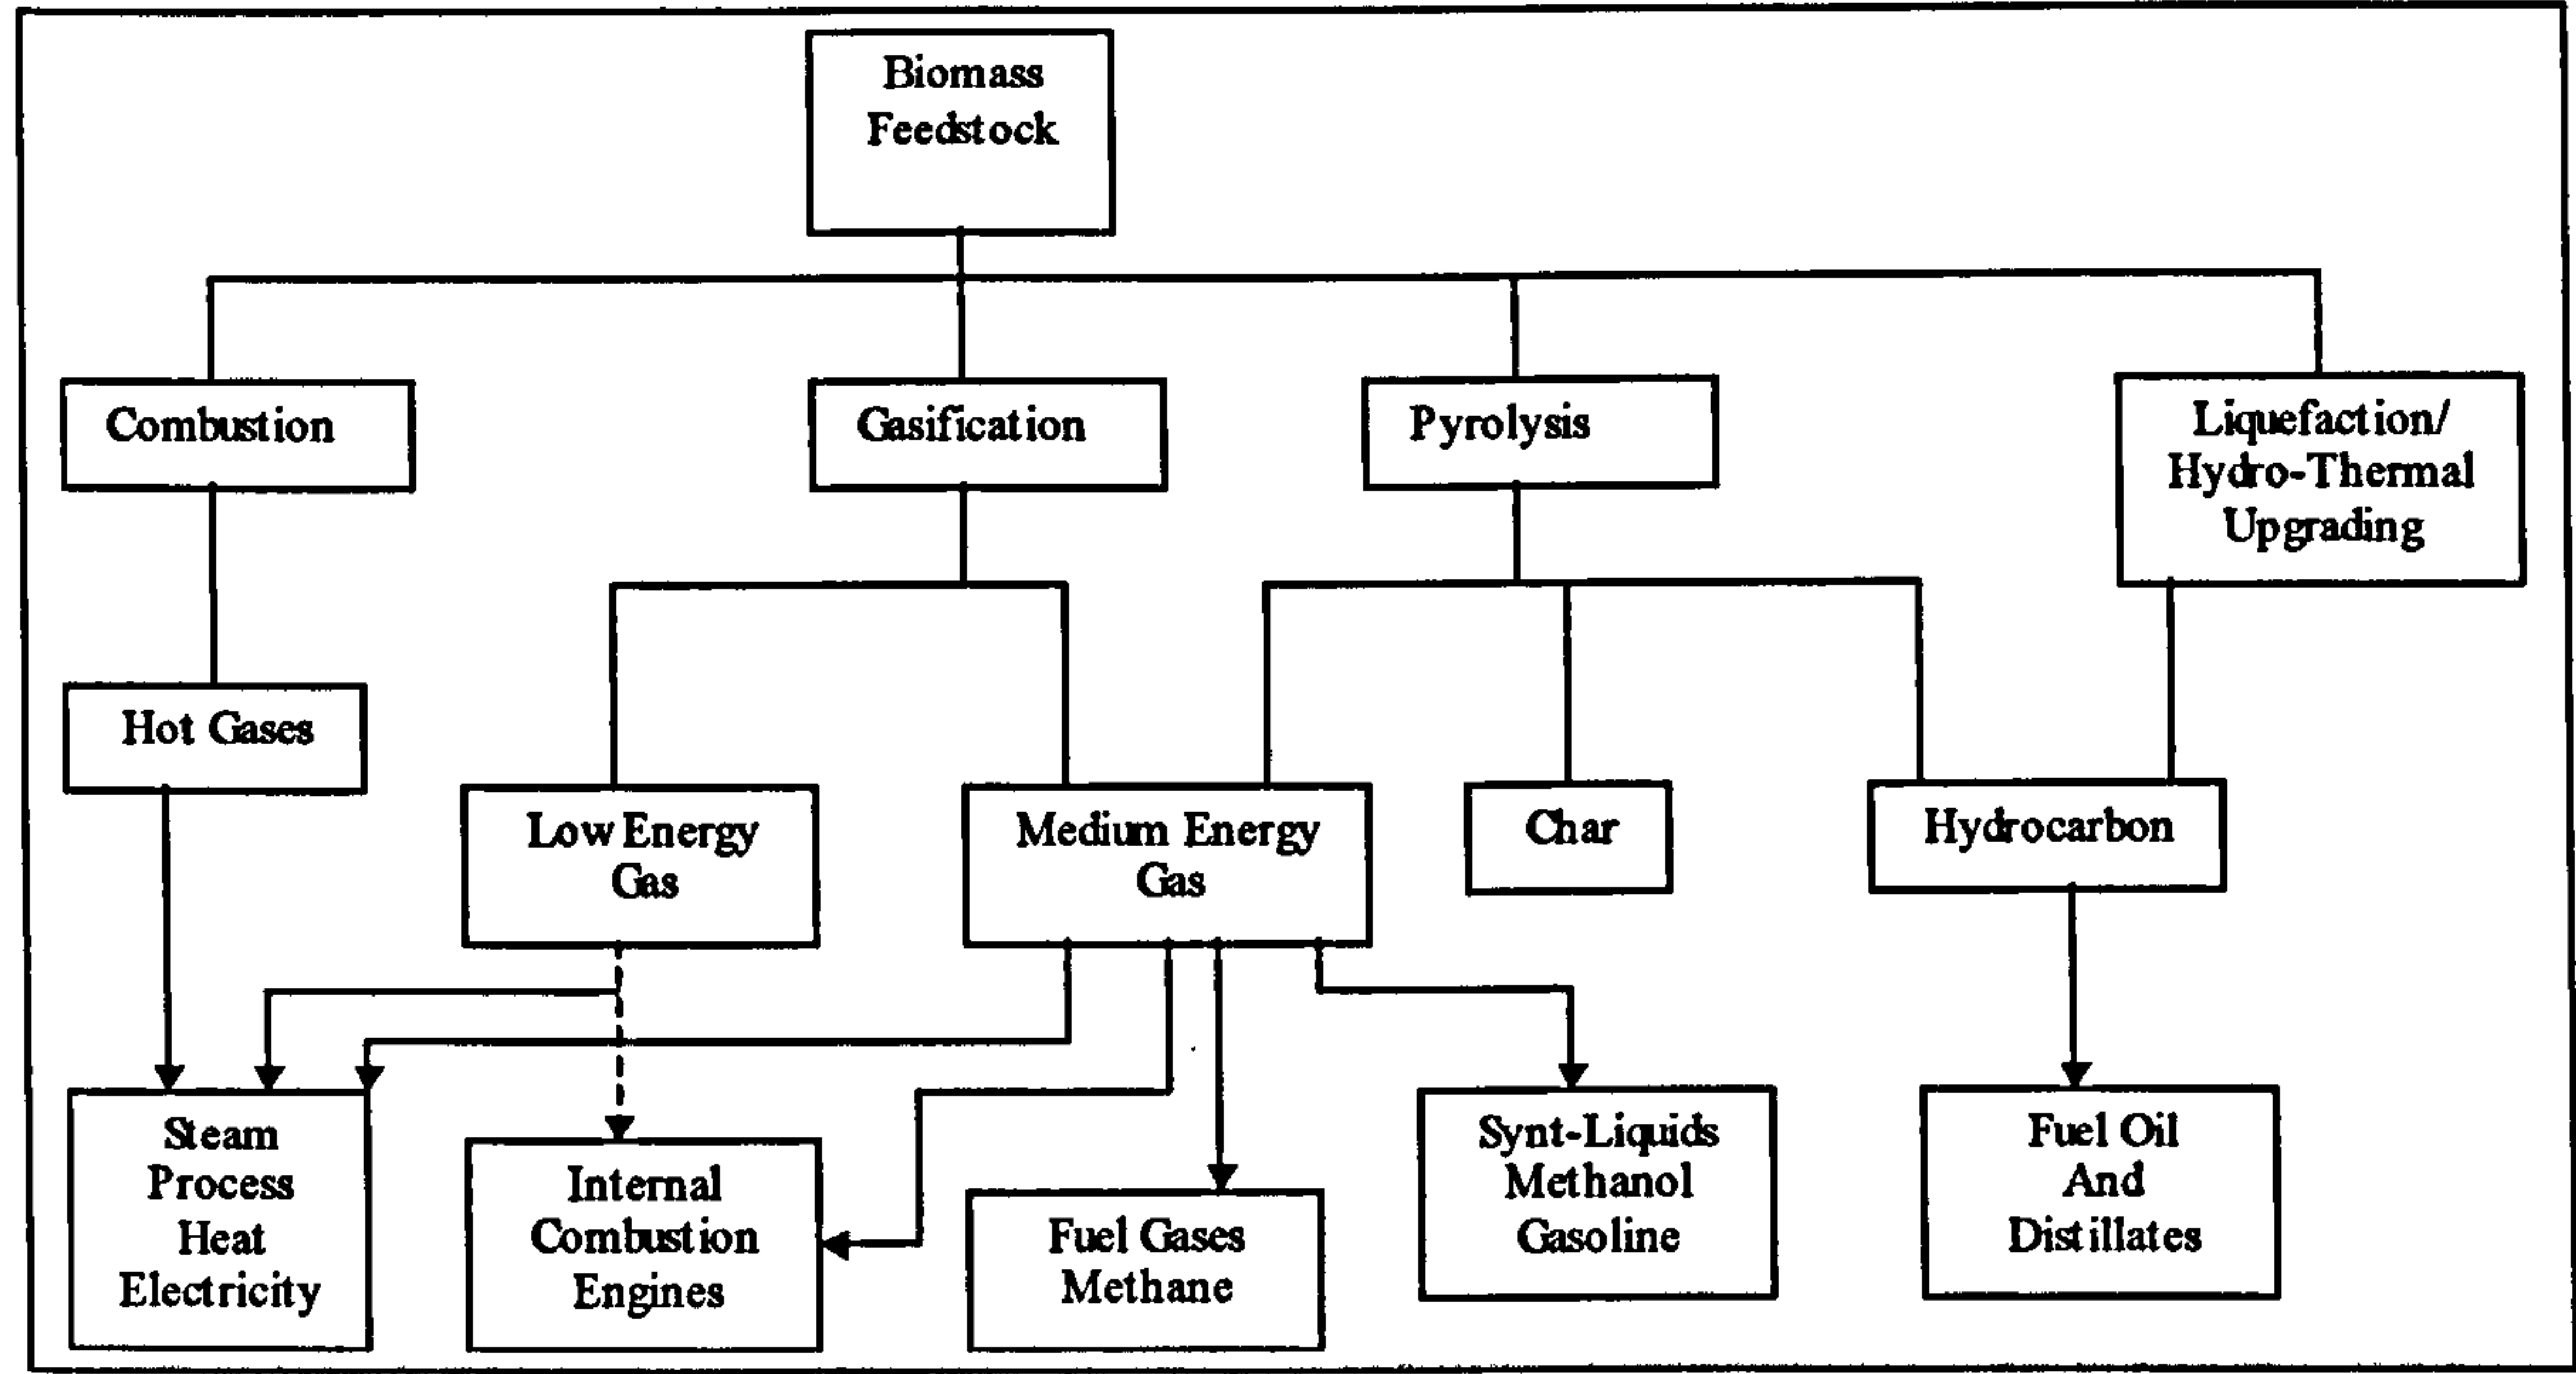 Biomass
Feedstock
Combustion
Gasification
Pyrolysis
Liquefaction/
Hydro-Thermal
Upgrading
Hot Gases
Low Energy
Gas
Medium Energy
Gas
Char
Hydrocarbon
Steam
Process
Heat
Electricity
Internal
Combustion
Engines
Fuel Gases
Methane
Synt-Liquids
Methanol
Gasoline
Fuel Oil
And
Distillates